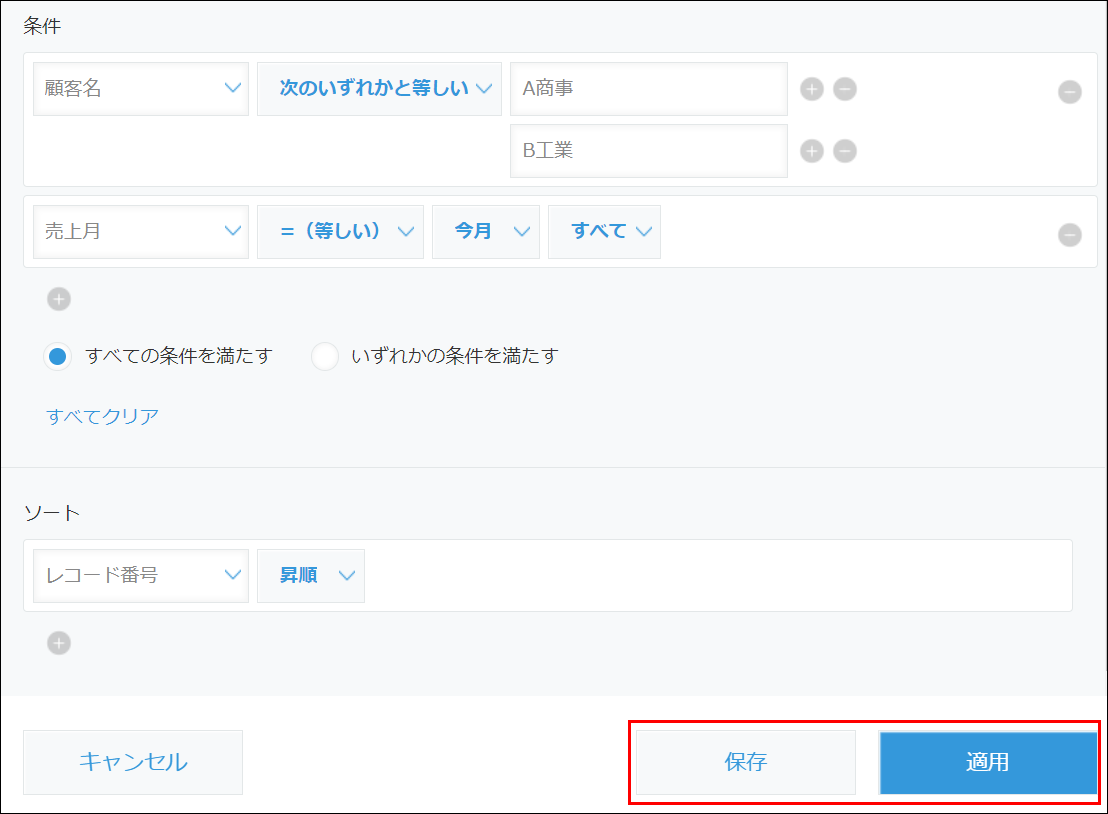 条件
顧客名 次のいずれかと等しい A商事
B工業
売上月 =（等しい） 今月 すべて
すべての条件を満たす いずれかの条件を満たす
すべてクリア
ソート
レコード番号 昇順
キャンセル 保存 適用